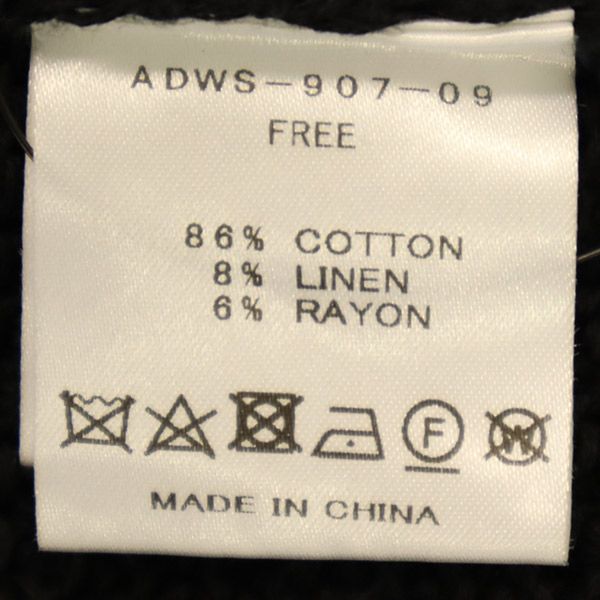 ADWS-907-09
FREE
86% COTTON
8% LINEN
6% RAYON
F W
MADE IN CHINA